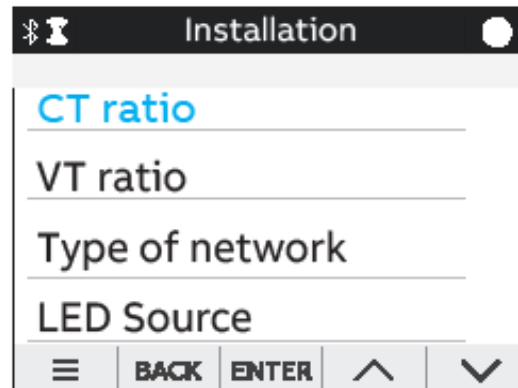 Installation
CT ratio
VT ratio
Type of network
LED Source
BACK ENTER